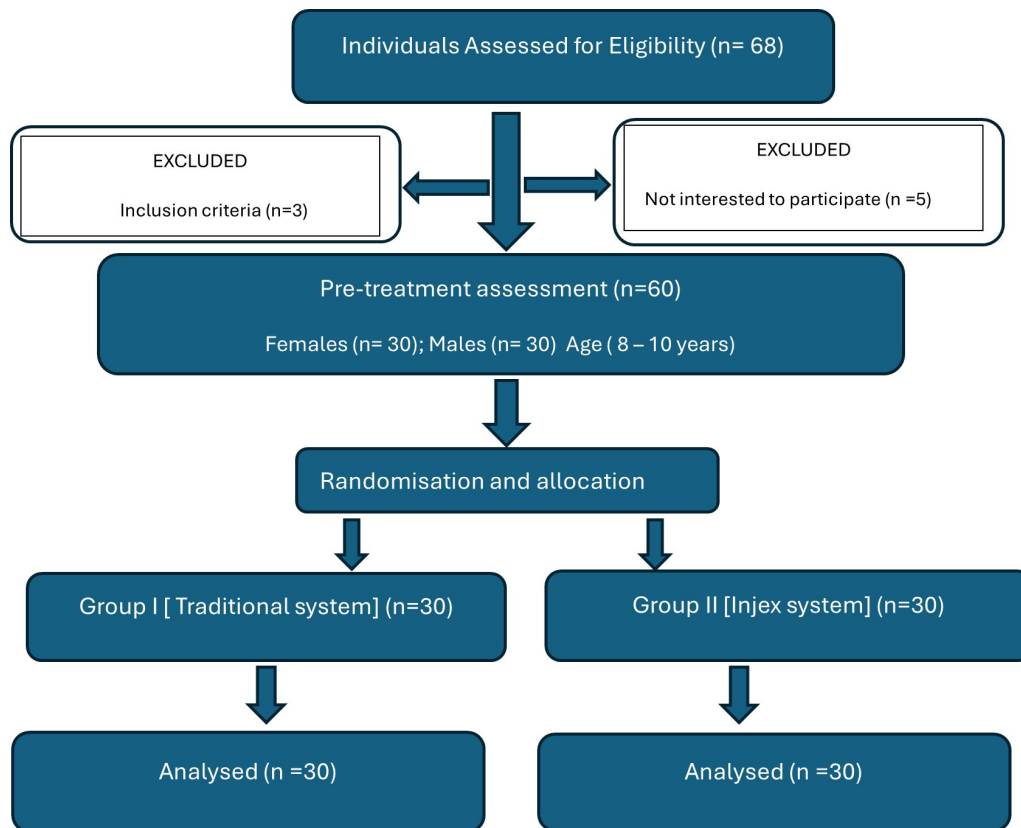 Individuals Assessed for Eligibility (n= 68)
EXCLUDED
Inclusion criteria (n=3)
EXCLUDED
Not interested to participate (n =5)
Pre-treatment assessment (n=60)
Females (n= 30); Males (n= 30) Age ( 8 – 10 years)
Randomisation and allocation
Group I [ Traditional system] (n=30)
Group II [Injex system] (n=30)
Analysed (n =30)
Analysed (n =30)